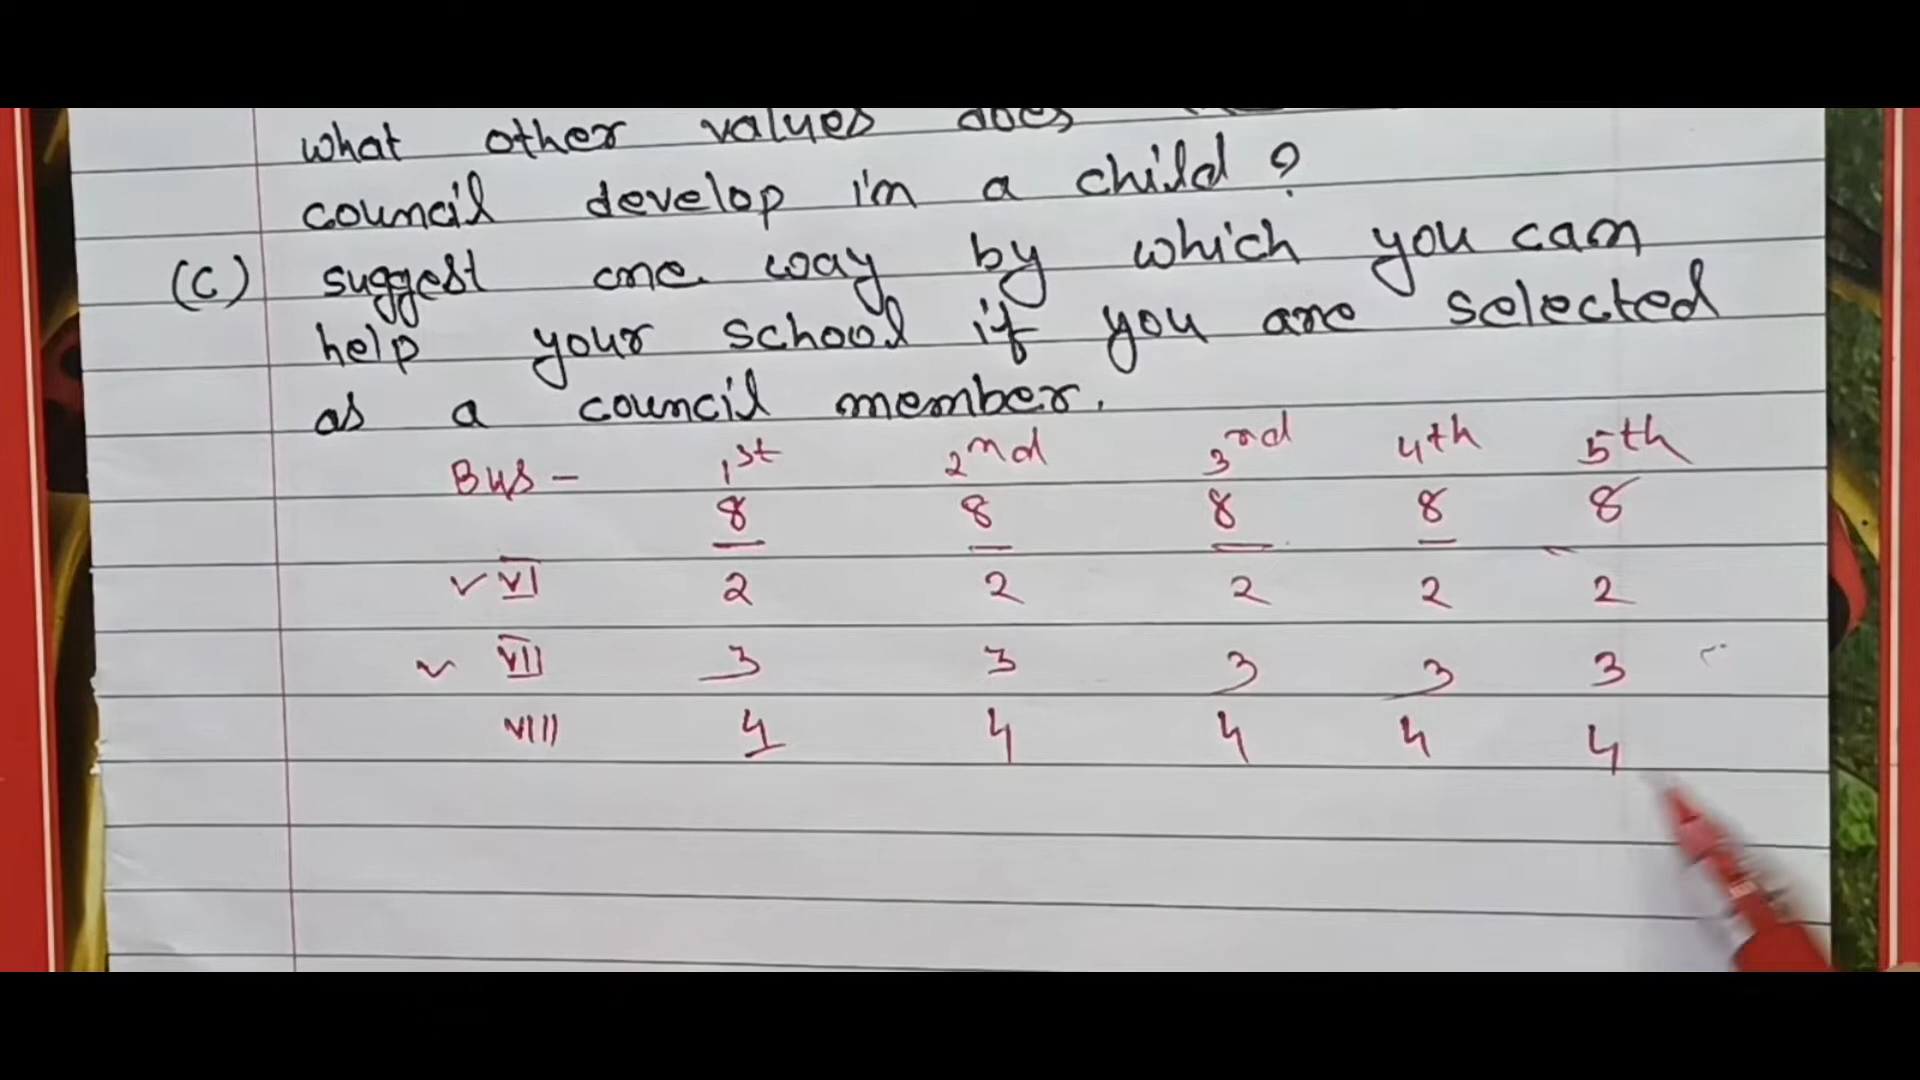 what other values does
council develop in a child?
(c) suggest one way by which you can
help your school if you are selected
as a council member.
Bus - 1st 2nd 3rd 4th 5th
8 8 8 8 8
✓ VI 2 2 2 2 2
✓ VII 3 3 3 3 3
VIII 4 4 4 4 4